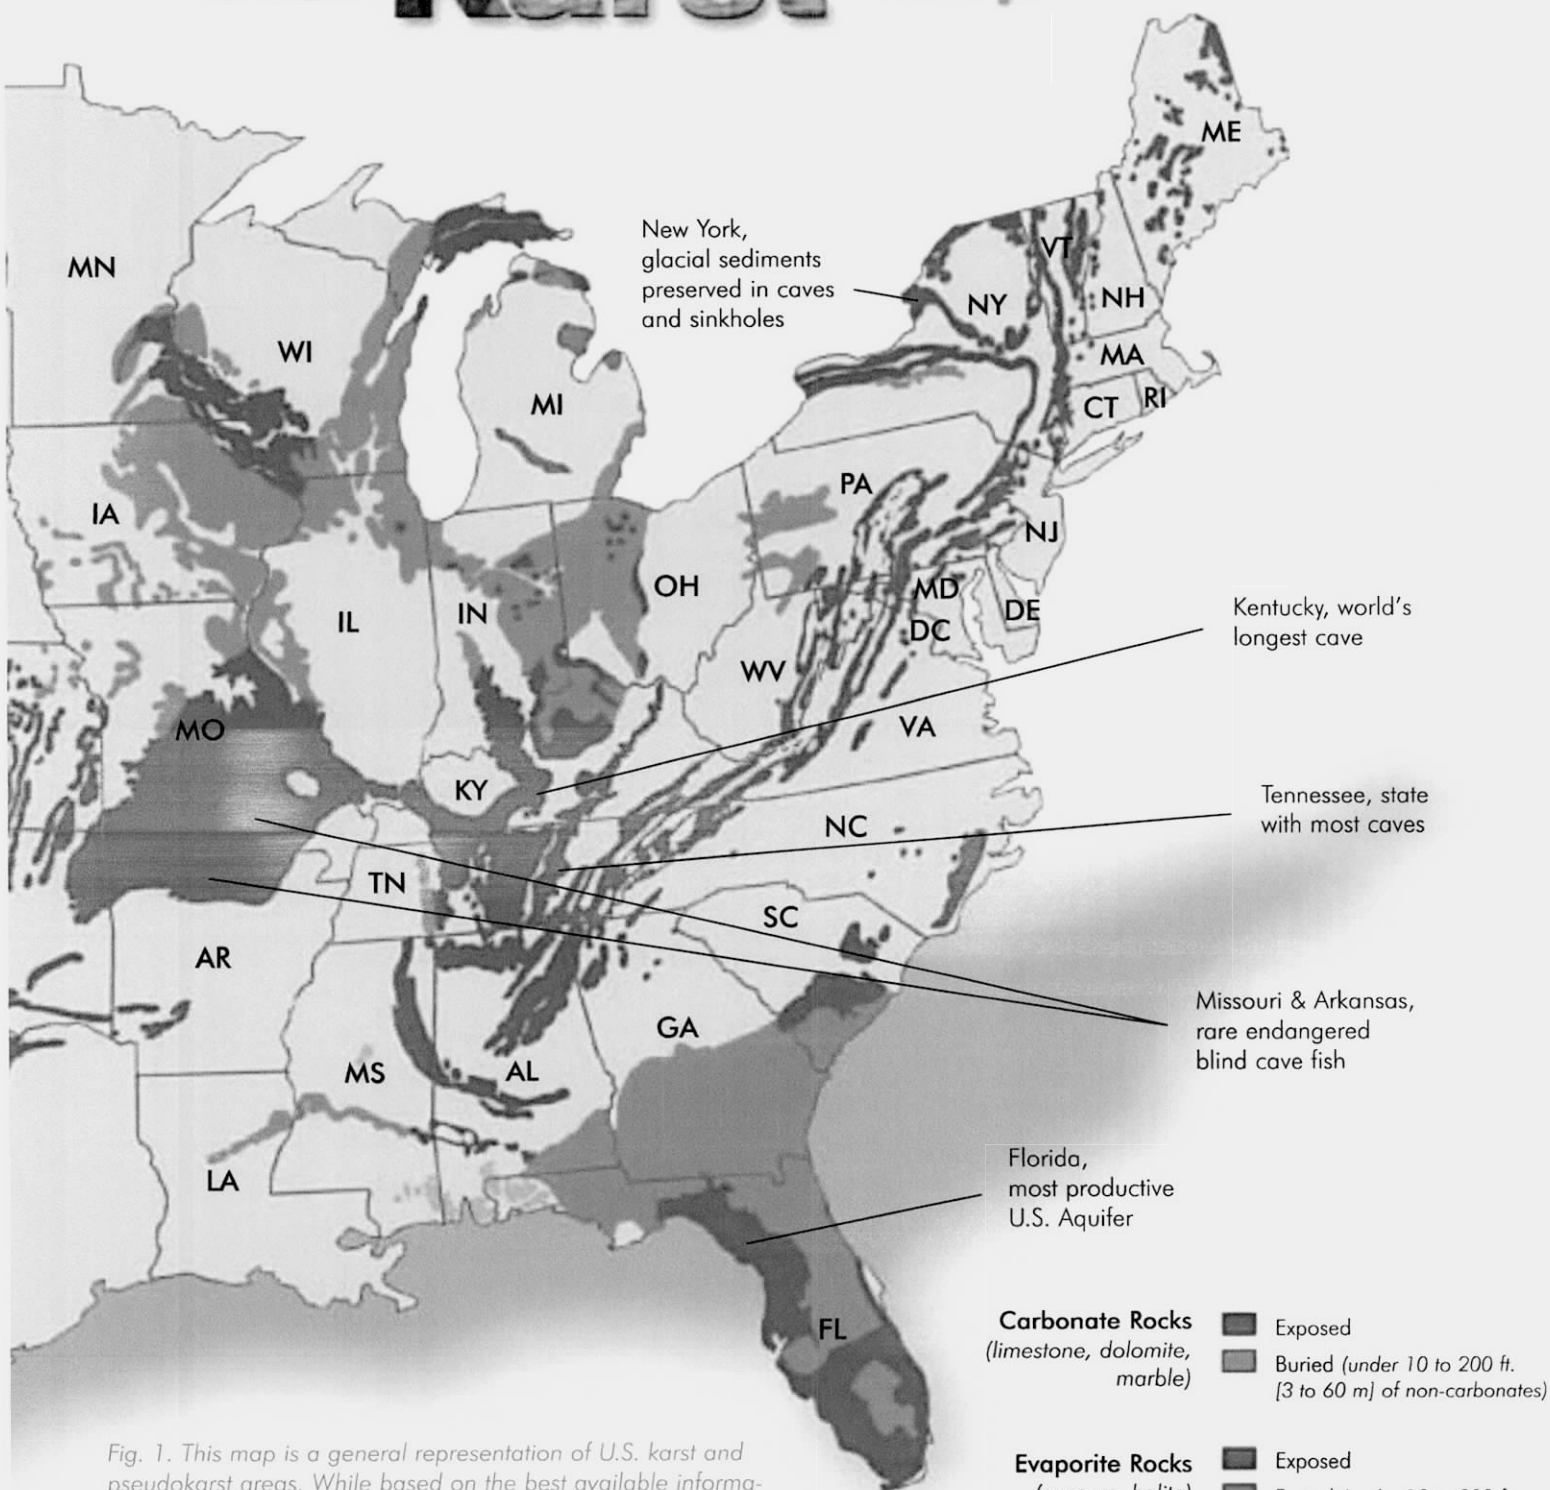 Karst
ME
MN
New York,
glacial sediments
preserved in caves
and sinkholes
VT
NY
NH
WI
MA
MI
CT
RI
PA
IA
NJ
OH
MD
DE
IN
IL
DC
Kentucky, world's
longest cave
WV
MO
VA
KY
Tennessee, state
with most caves
NC
TN
SC
AR
Missouri & Arkansas,
rare endangered
blind cave fish
GA
MS
AL
Florida,
most productive
U.S. Aquifer
LA
FL
Carbonate Rocks
(limestone, dolomite,
marble)
Exposed
Buried (under 10 to 200 ft.
[3 to 60 m] of non-carbonates)
Fig. 1. This map is a general representation of U.S. karst and
pseudokarst areas. While based on the best available informa-
Evaporite Rocks
Exposed